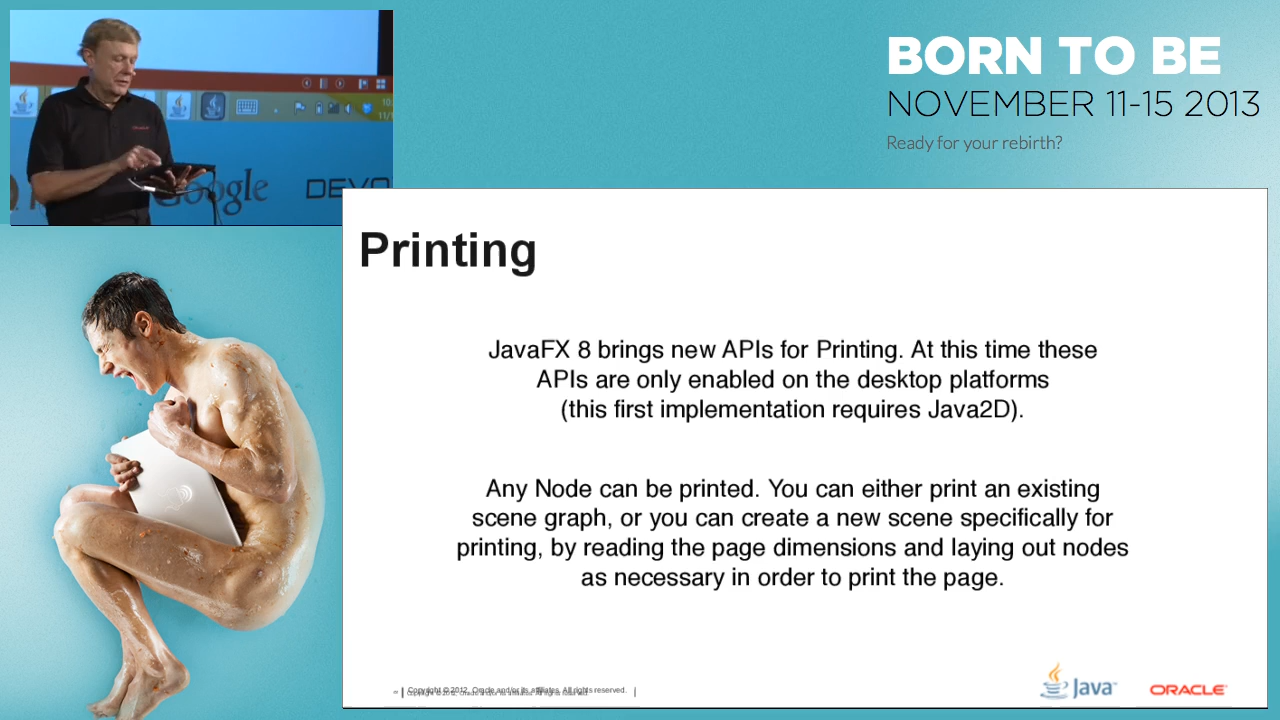 BORN TO BE
NOVEMBER 11-15 2013
Ready for your rebirth?
Google
DEVO
Printing
JavaFX 8 brings new APIs for Printing. At this time these
APIs are only enabled on the desktop platforms
(this first implementation requires Java2D).
Any Node can be printed. You can either print an existing
scene graph, or you can create a new scene specifically for
printing, by reading the page dimensions and laying out nodes
as necessary in order to print the page.
Copyright © 2012, Oracle and/or its affiliates. All rights reserved.
Java™
ORACLE